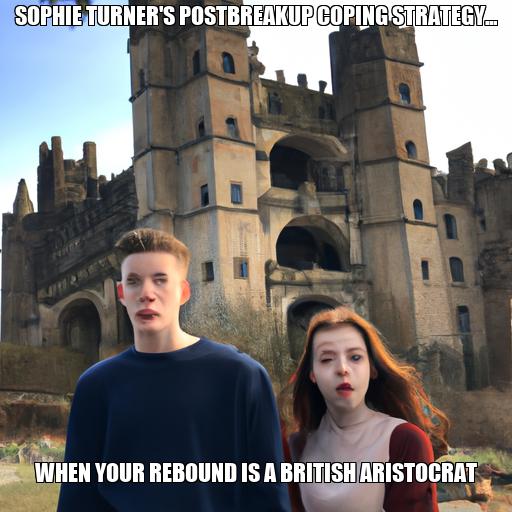 SOPHIE TURNER'S POSTBREAKUP COPING STRATEGY...
WHEN YOUR REBOUND IS A BRITISH ARISTOCRAT